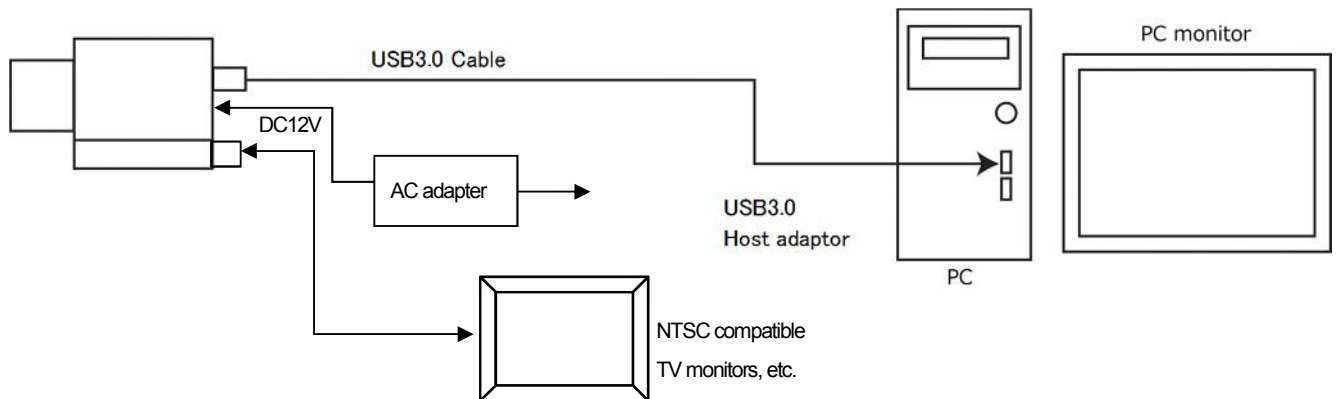 PC monitor
USB3.0 Cable
DC12V
AC adapter
USB3.0
Host adaptor
PC
NTSC compatible
TV monitors, etc.